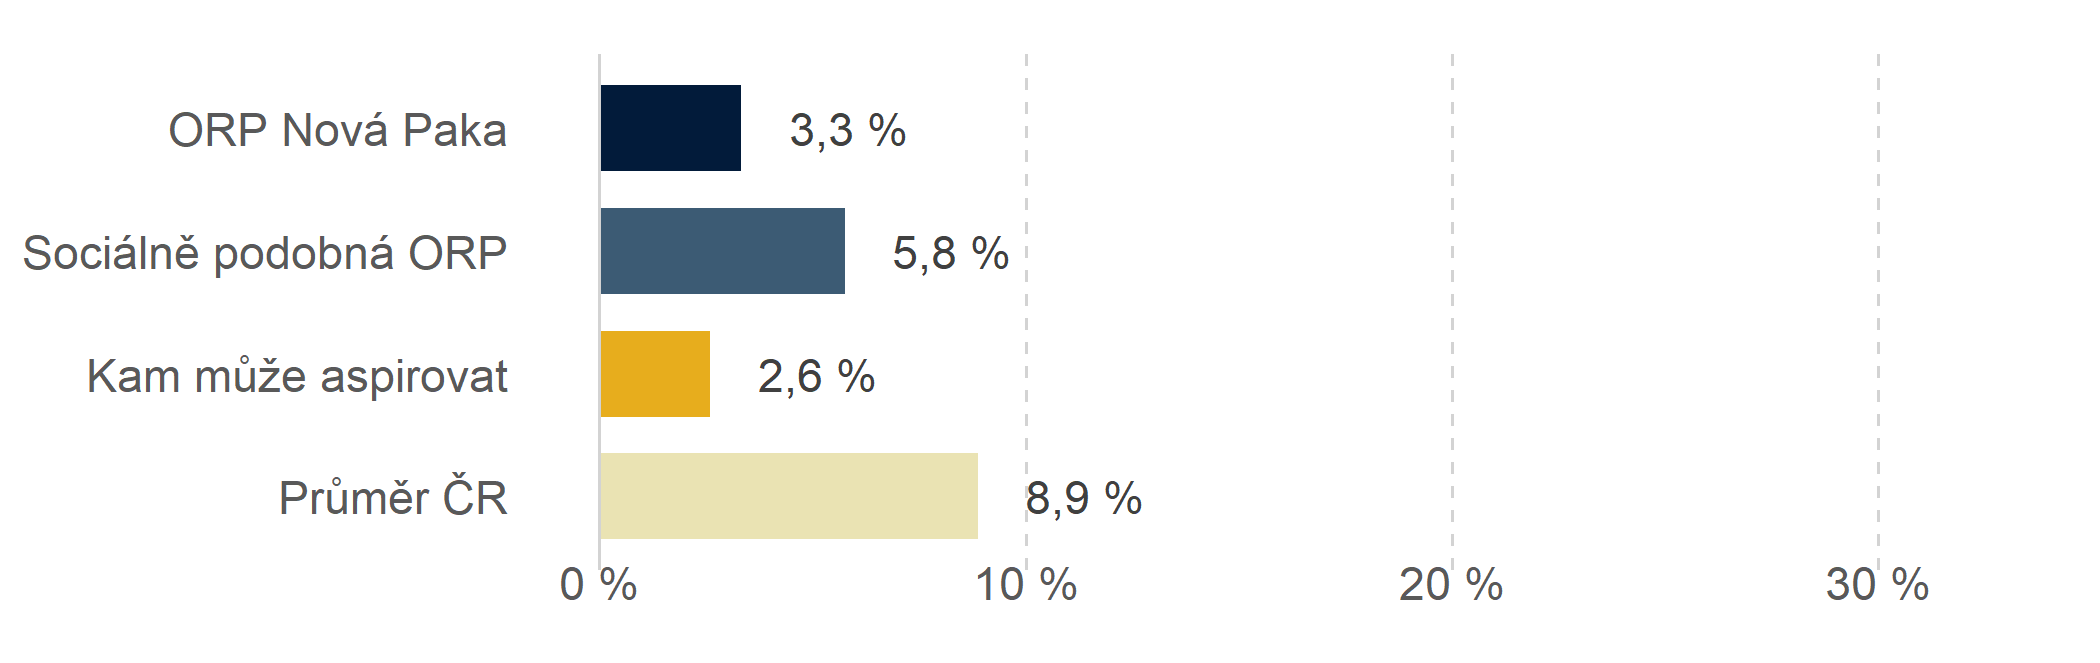 ORP Nová Paka 3,3 %
Sociálně podobná ORP 5,8 %
Kam může aspirovat 2,6 %
Průměr ČR 8,9 %
0 % 10 % 20 % 30 %